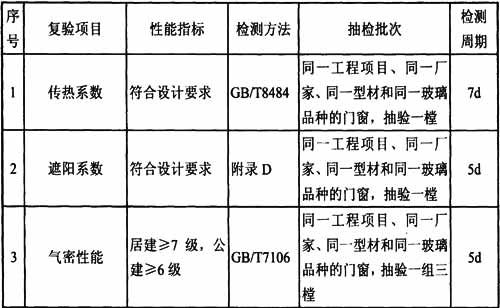 序号 复验项目 性能指标 检测方法 抽检批次 检测周期
1 传热系数 符合设计要求 GB/T8484 同一工程项目、同一厂
家、同一型材和同一玻璃
品种的门窗，抽验一樘 7d
2 遮阳系数 符合设计要求 附录 D 同一工程项目、同一厂
家、同一型材和同一玻璃
品种的门窗，抽验一樘 5d
3 气密性能 居建≥7 级，公
建≥6 级 GB/T7106 同一工程项目、同一厂
家、同一型材和同一玻璃
品种的门窗，抽验一组三
樘 5d